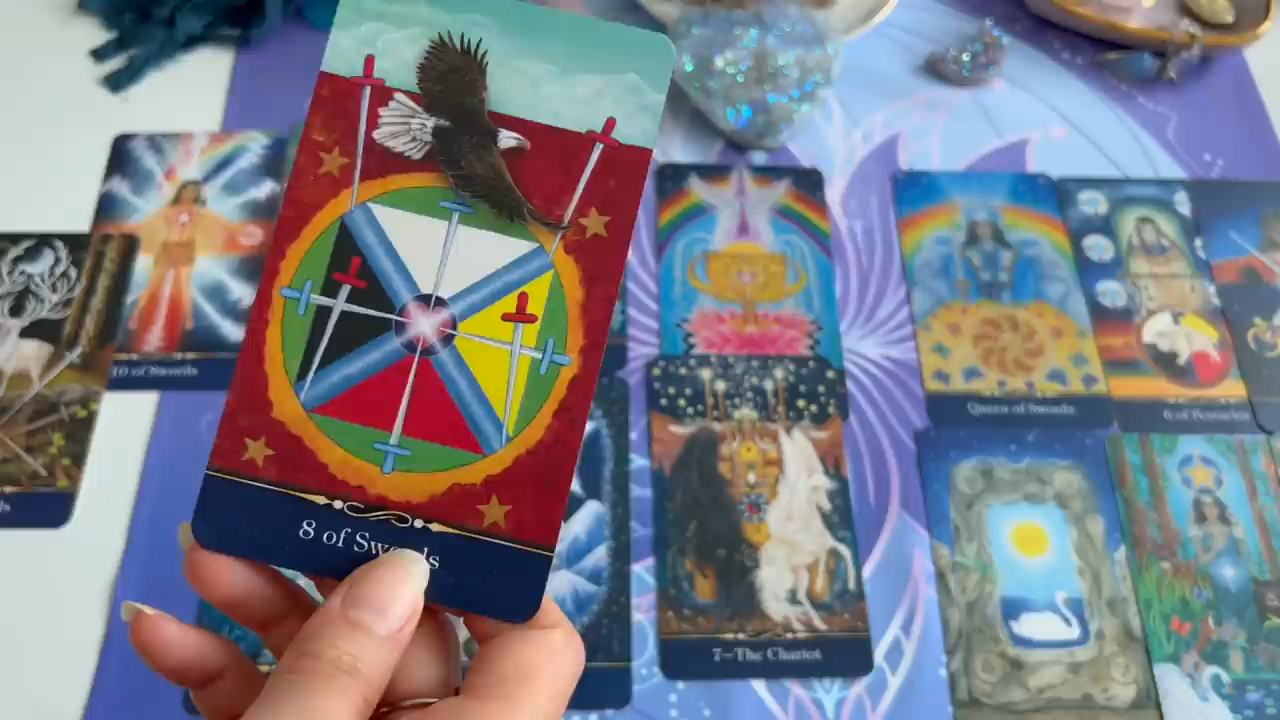 8 of Swords
10 of Swords
7-The Chariot
Queen of Swords
6 of Pentacles